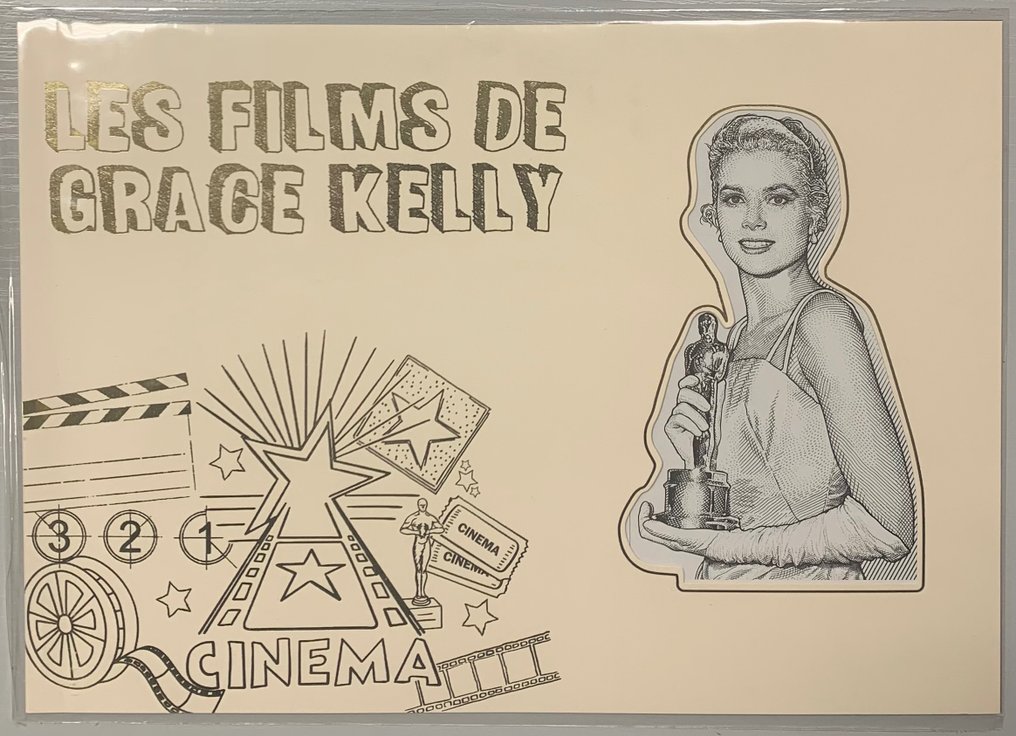 LES FILMS DE
GRACE KELLY
3 2 1
CINEMA
CINEMA
CINEMA